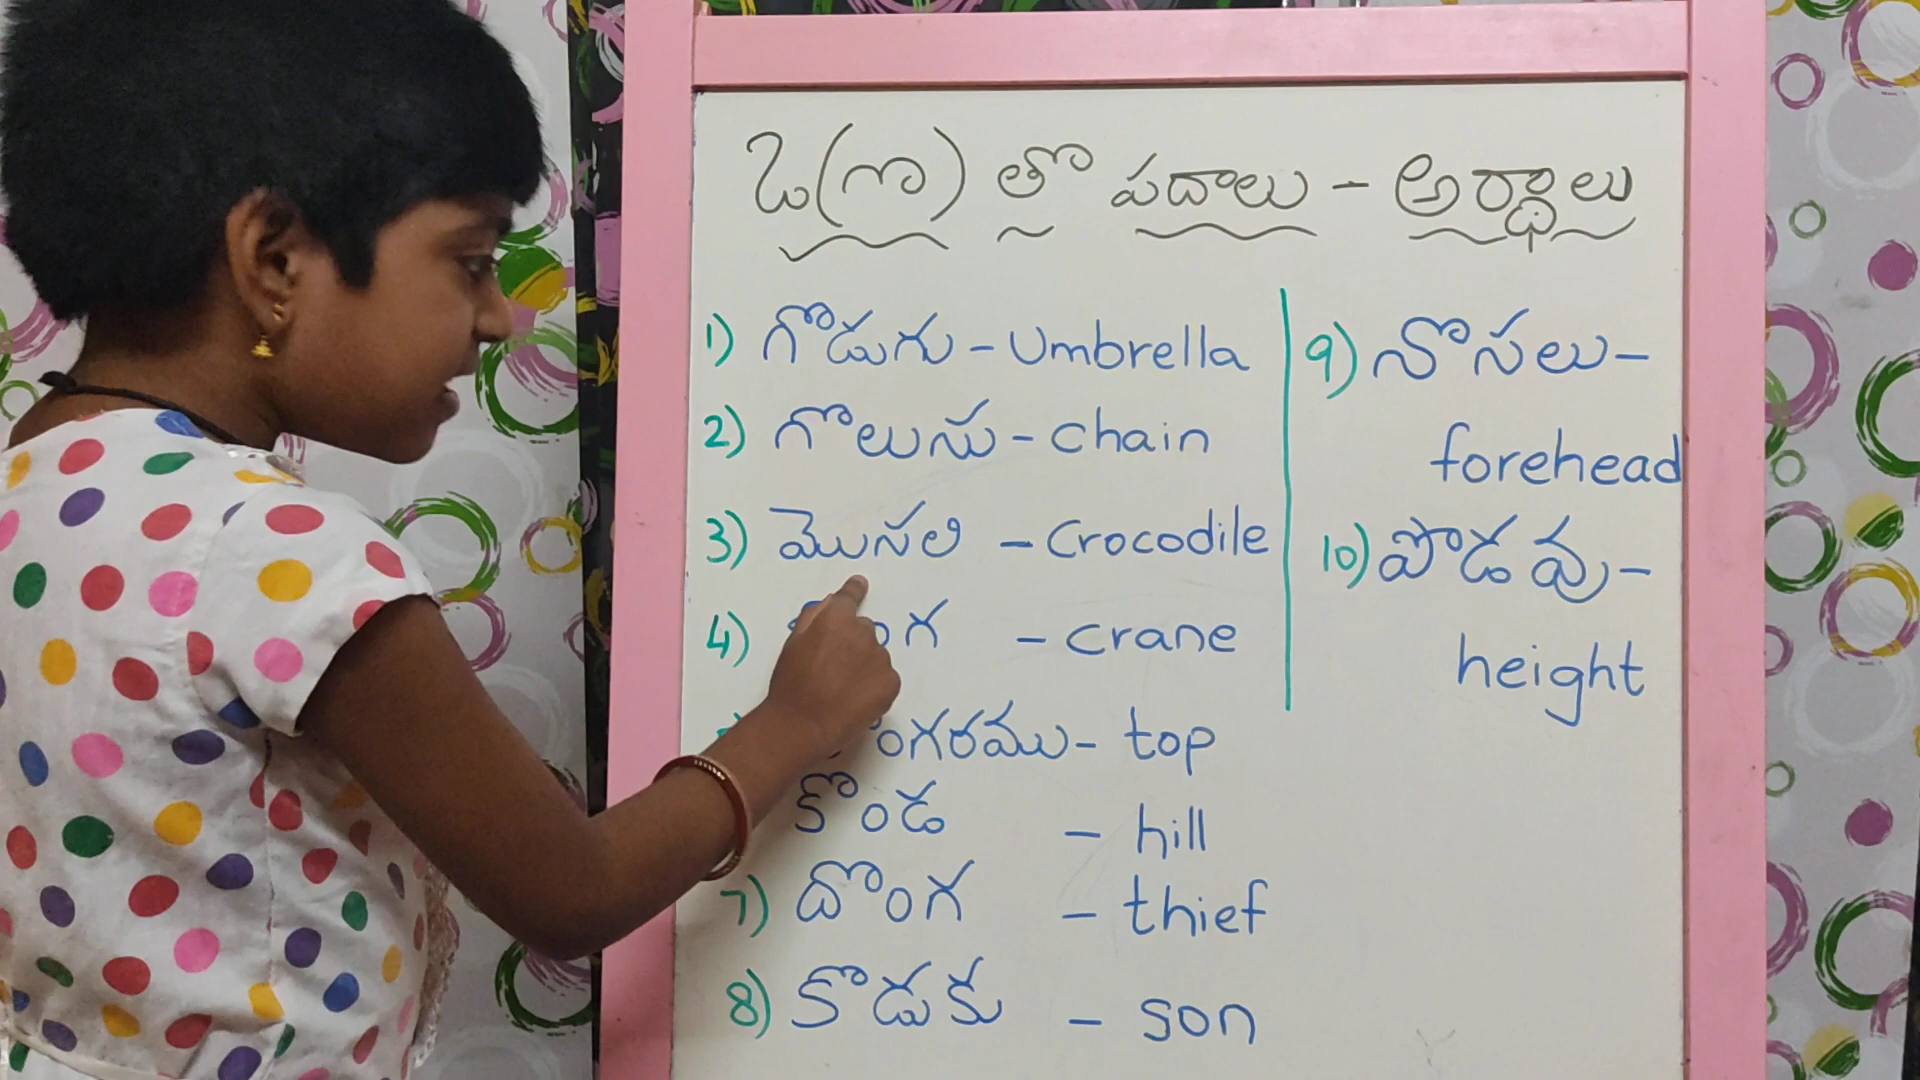 ఒ(ొ) తొ పదాలు - అర్థాలు
1) గొడుగు - Umbrella
2) గొలుసు - chain
3) మొసలి - Crocodile
4) - crane
- top
కొండ - hill
7) దొంగ - thief
8) కొడుకు - son
9) నొసలు -
forehead
10) పొడవు -
height